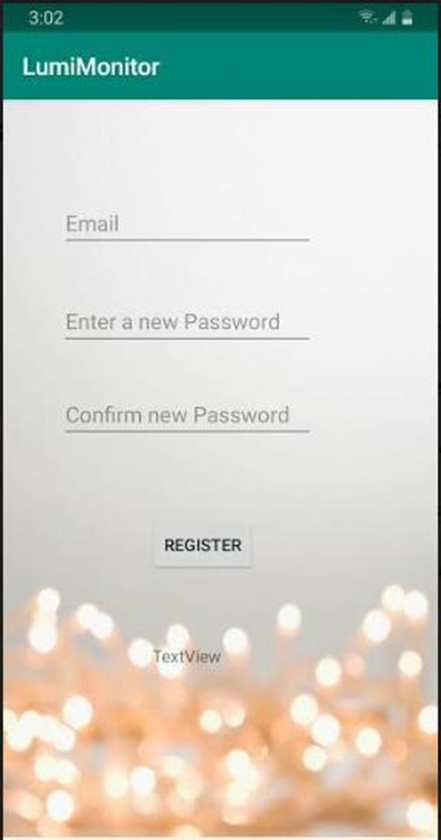 3:02
LumiMonitor
Email
Enter a new Password
Confirm new Password
REGISTER
TextView